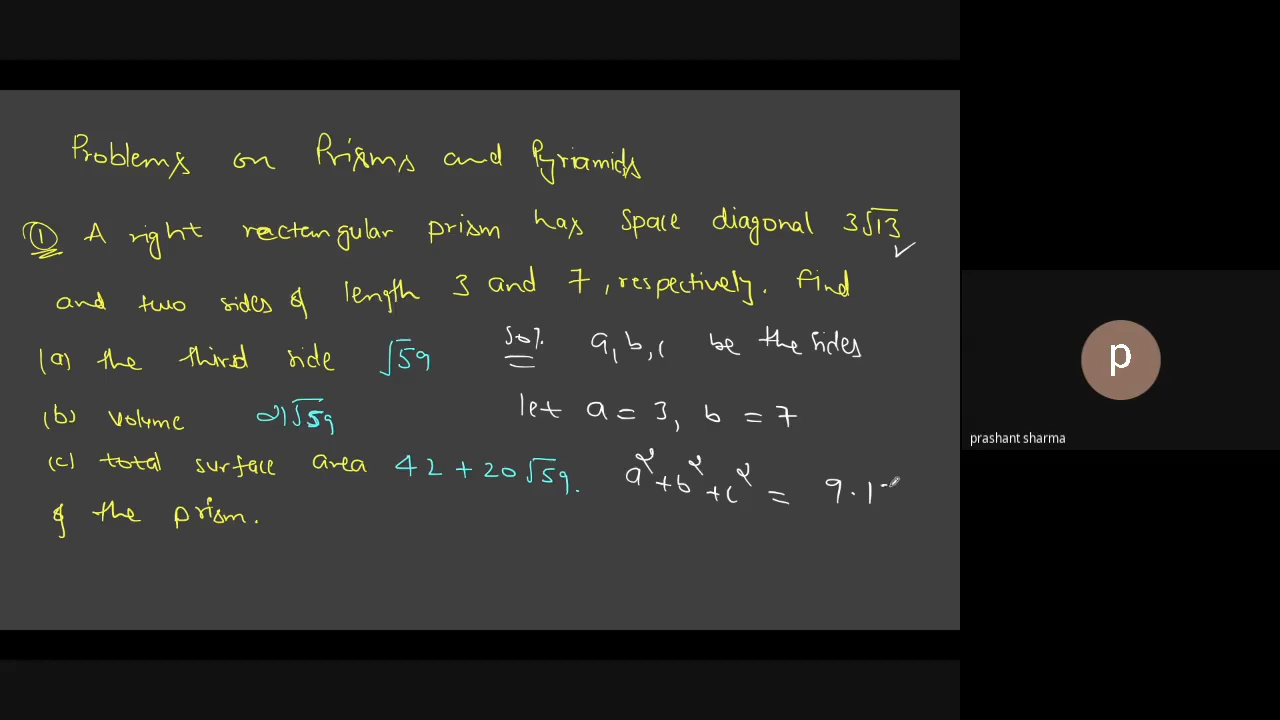 Problems on Prisms and Pyriamids
① A right rectangular prism has space diagonal 3√13
and two sides of length 3 and 7, respectively. Find
(a) the third side √59
(b) volume 21√59
(c) total surface area 42 + 20√59.
of the prism.
Sol. a, b, c be the sides
let a = 3, b = 7
a² + b² + c² = 9.1
p
prashant sharma